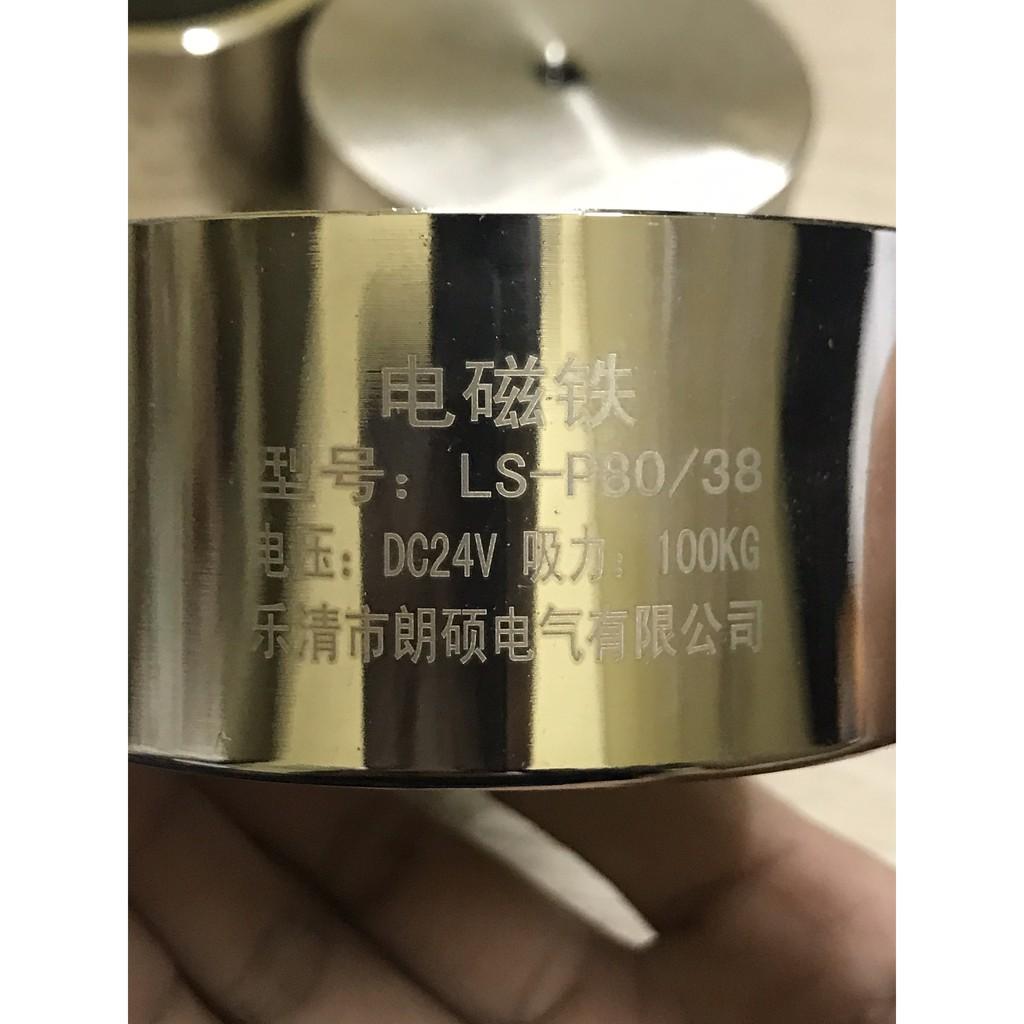 电磁铁
型号: LS-P80/38
电压: DC24V 吸力: 100KG
乐清市朗硕电气有限公司